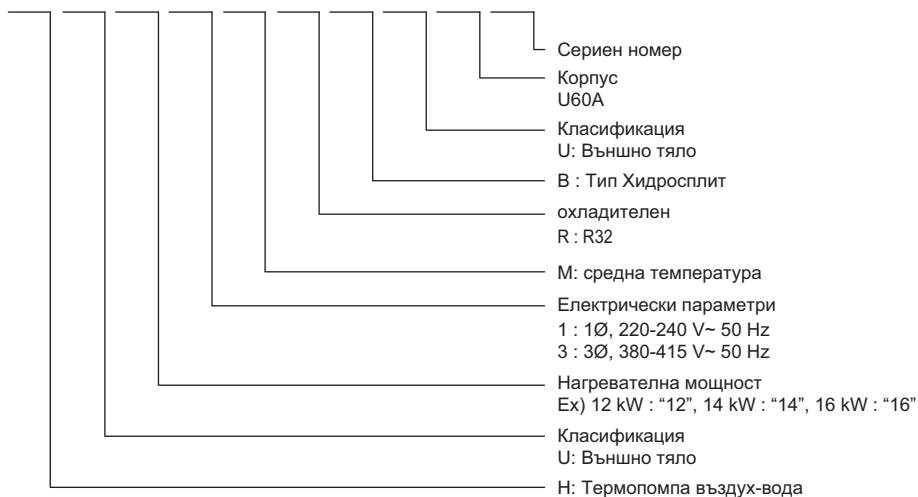 Сериен номер
Корпус
U60A
Класификация
U: Външно тяло
B : Тип Хидросплит
охладителен
R : R32
M: средна температура
Електрически параметри
1 : 1Ø, 220-240 V~ 50 Hz
3 : 3Ø, 380-415 V~ 50 Hz
Нагревателна мощност
Ex) 12 kW : “12”, 14 kW : “14”, 16 kW : “16”
Класификация
U: Външно тяло
H: Термопомпа въздух-вода